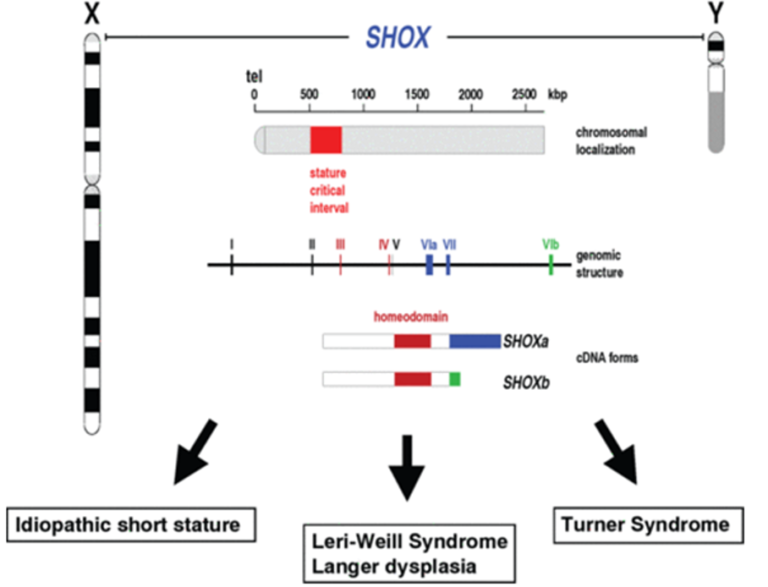 X
Y
SHOX
tel
0 500 1000 1500 2000 2500 kbp
chromosomal
localization
stature
critical
interval
I II III IV V VIa VII VIb
genomic
structure
homeodomain
SHOXa
cDNA forms
SHOXb
Idiopathic short stature
Leri-Weill Syndrome
Langer dysplasia
Turner Syndrome